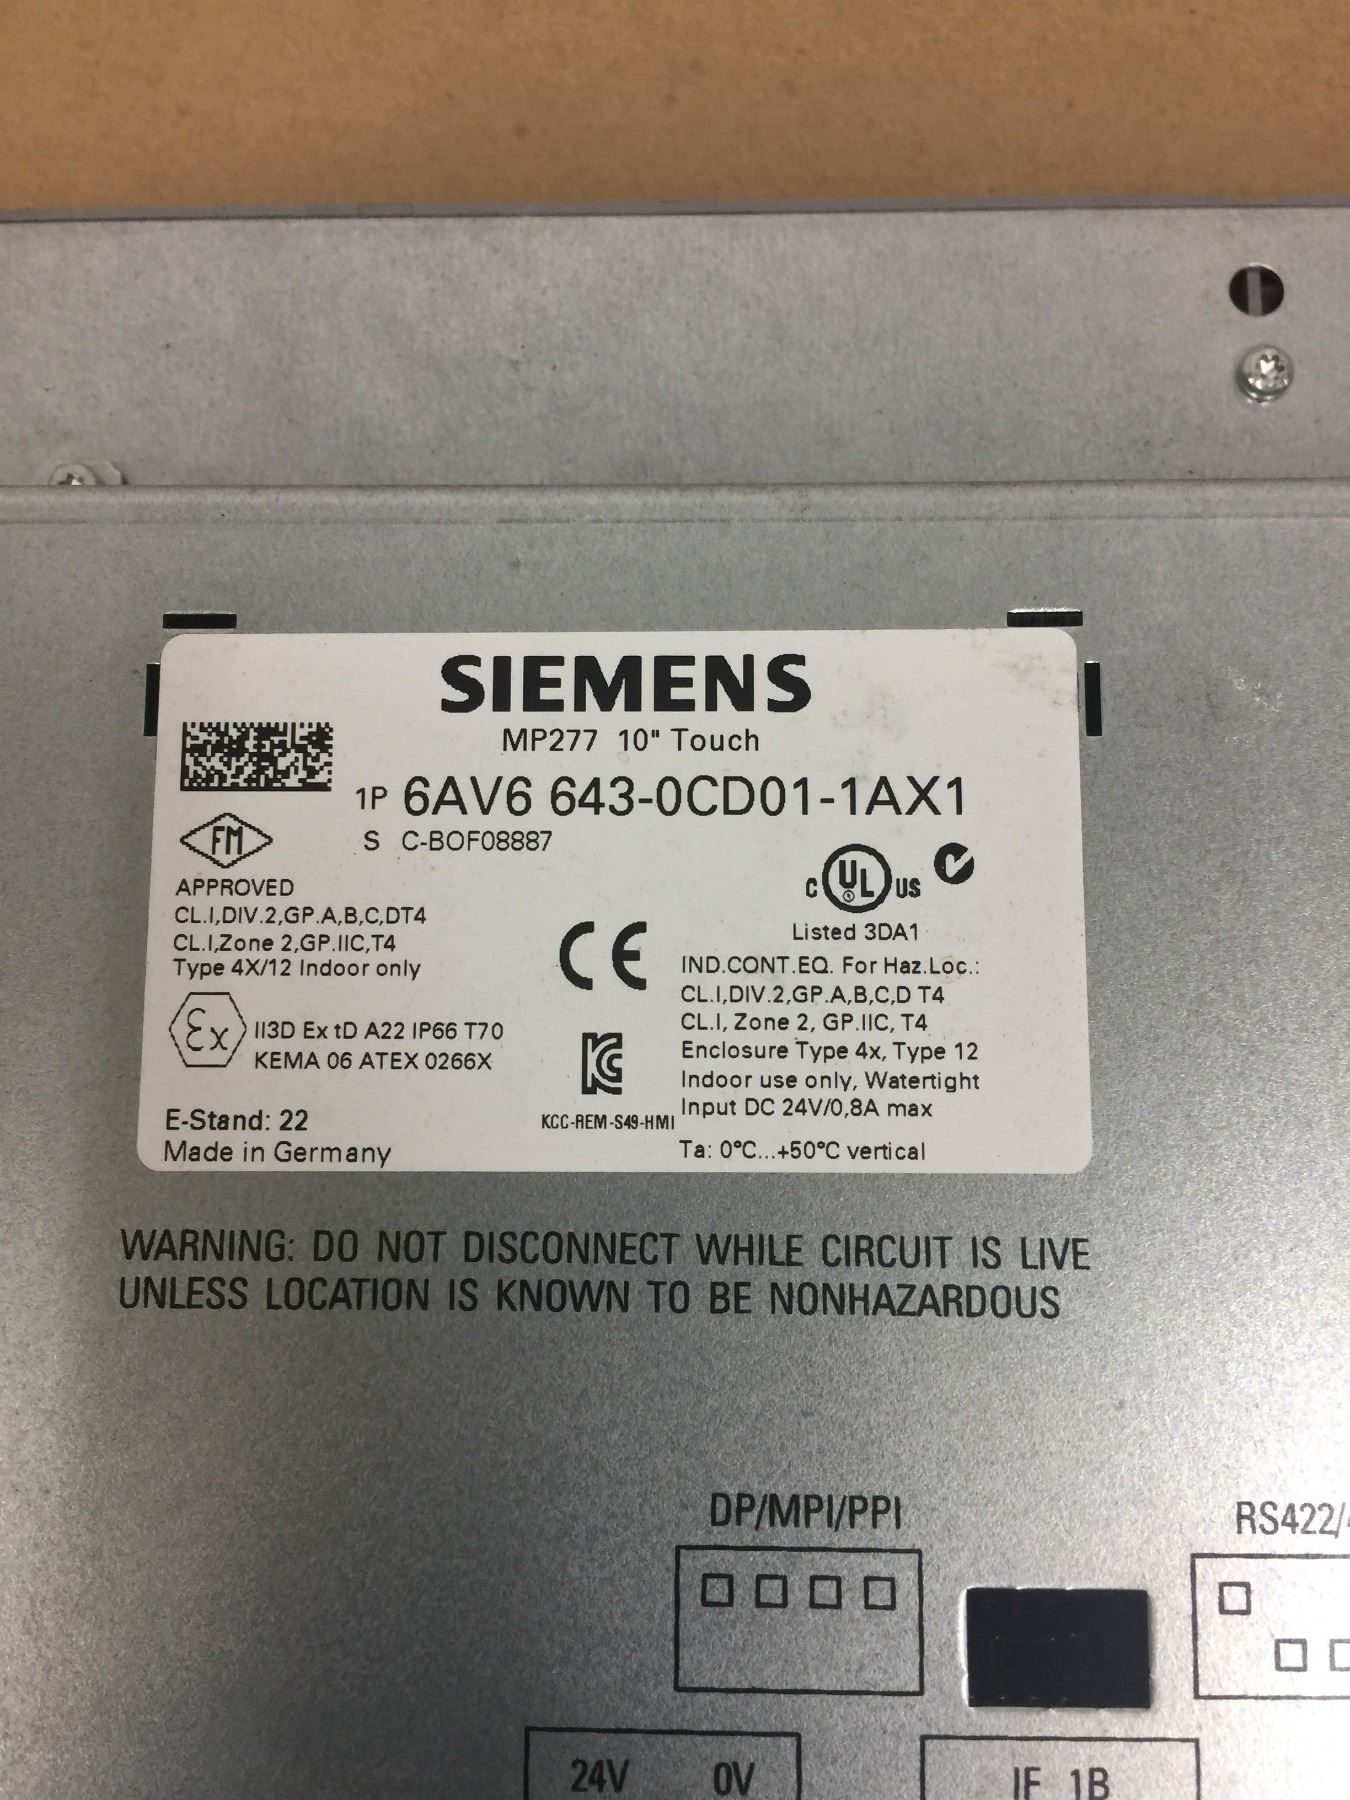 SIEMENS
MP277 10" Touch
1P 6AV6 643-0CD01-1AX1
S C-BOF08887
FM
APPROVED
CL.I,DIV.2,GP.A,B,C,DT4
CL.I,Zone 2,GP.IIC,T4
Type 4X/12 Indoor only
Ex II3D Ex tD A22 IP66 T70
KEMA 06 ATEX 0266X
E-Stand: 22
Made in Germany
CE
KC
KCC-REM-S49-HMI
C UL US
Listed 3DA1
IND.CONT.EQ. For Haz.Loc.:
CL.I,DIV.2,GP.A,B,C,D T4
CL.I, Zone 2, GP.IIC, T4
Enclosure Type 4x, Type 12
Indoor use only, Watertight
Input DC 24V/0,8A max
Ta: 0°C...+50°C vertical
WARNING: DO NOT DISCONNECT WHILE CIRCUIT IS LIVE
UNLESS LOCATION IS KNOWN TO BE NONHAZARDOUS
DP/MPI/PPI
RS422/
24V 0V
IF 1B